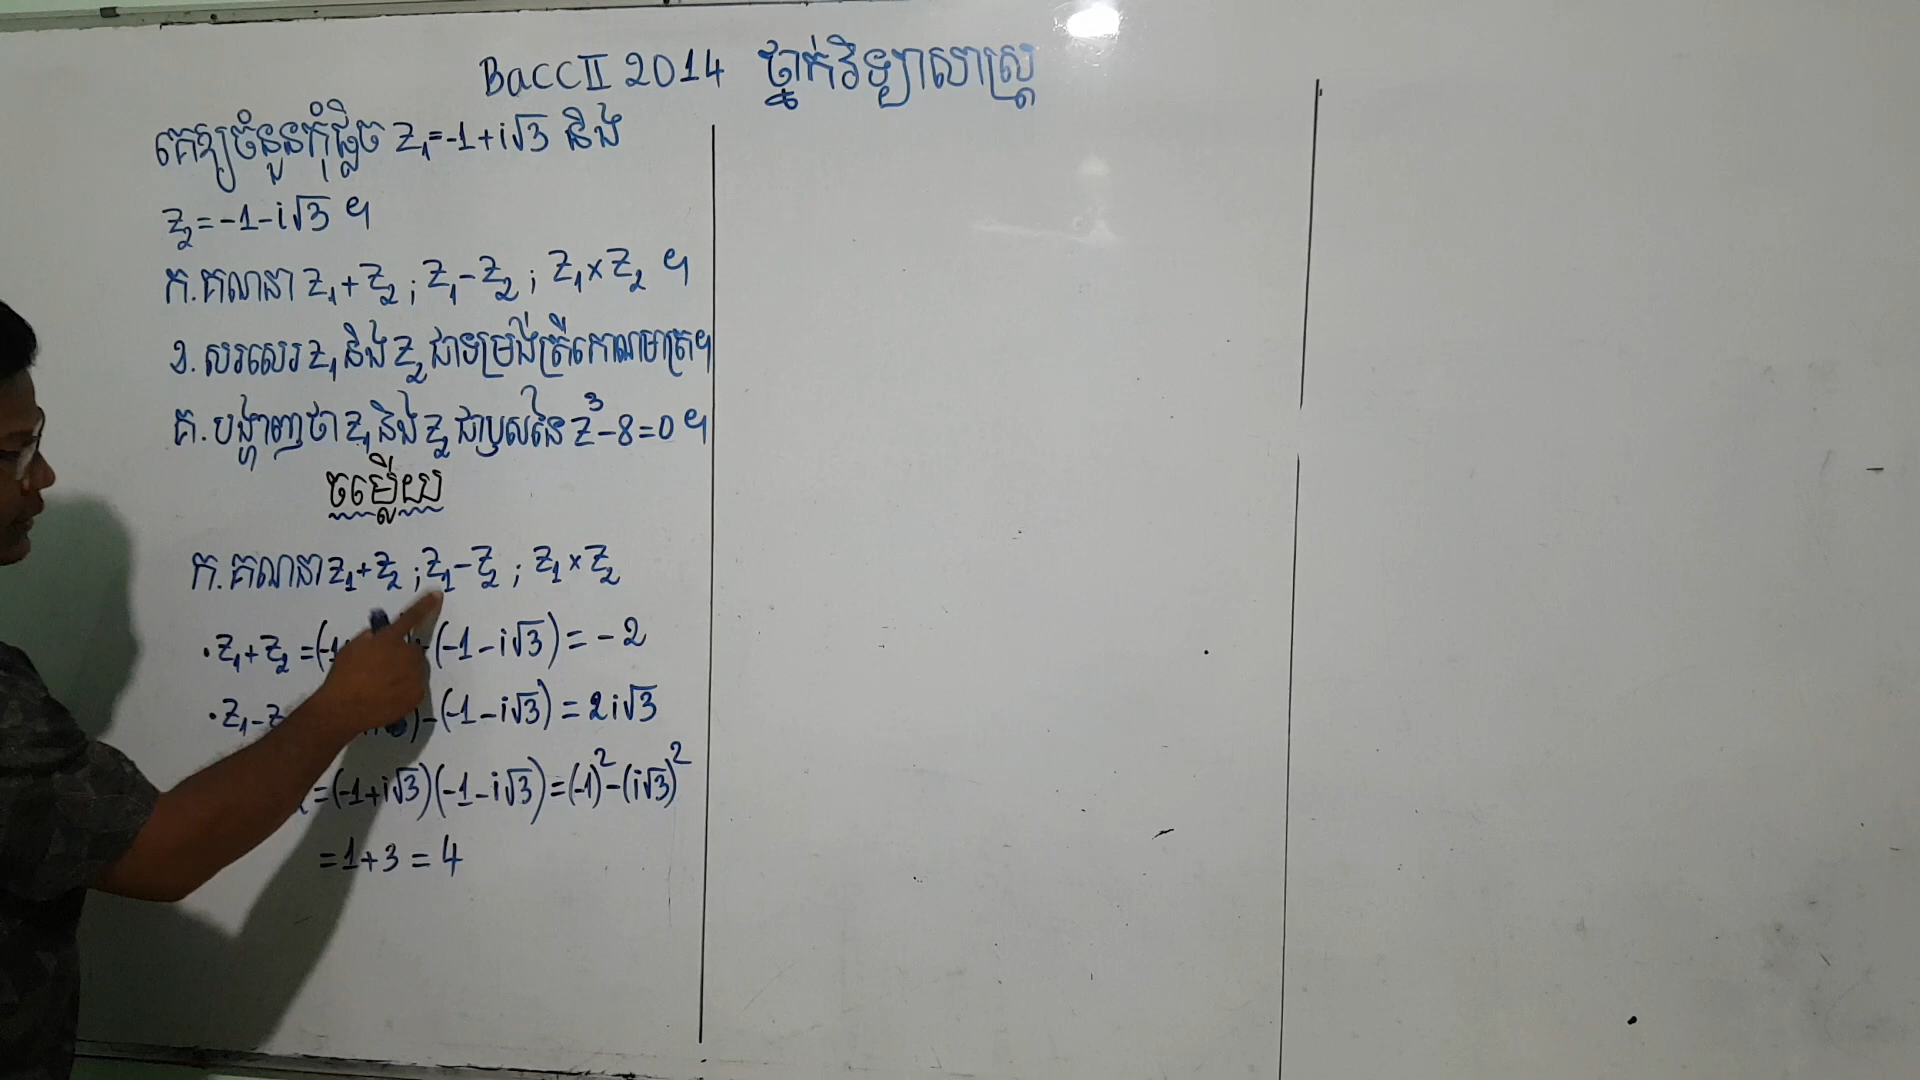 BacCII 2014 ថ្នាក់វិទ្យាសាស្ត្រ
គេឱ្យចំនួនកុំផ្លិច z₁=-1+i√3 និង
z₂=-1-i√3 ។
ក.គណនា z₁+z₂ ; z₁-z₂ ; z₁×z₂ ។
ខ.សរសេរ z₁ និង z₂ ជាទម្រង់ត្រីកោណមាត្រ។
គ.បង្ហាញថា z₁ និង z₂ ជាឫសនៃ z³-8=0 ។
ចម្លើយ
ក.គណនា z₁+z₂ ; z₁-z₂ ; z₁×z₂
•z₁+z₂=(-1 (-1-i√3)=-2
•z₁-z )-(-1-i√3)=2i√3
=(-1+i√3)(-1-i√3)=(-1)²-(i√3)²
=1+3=4